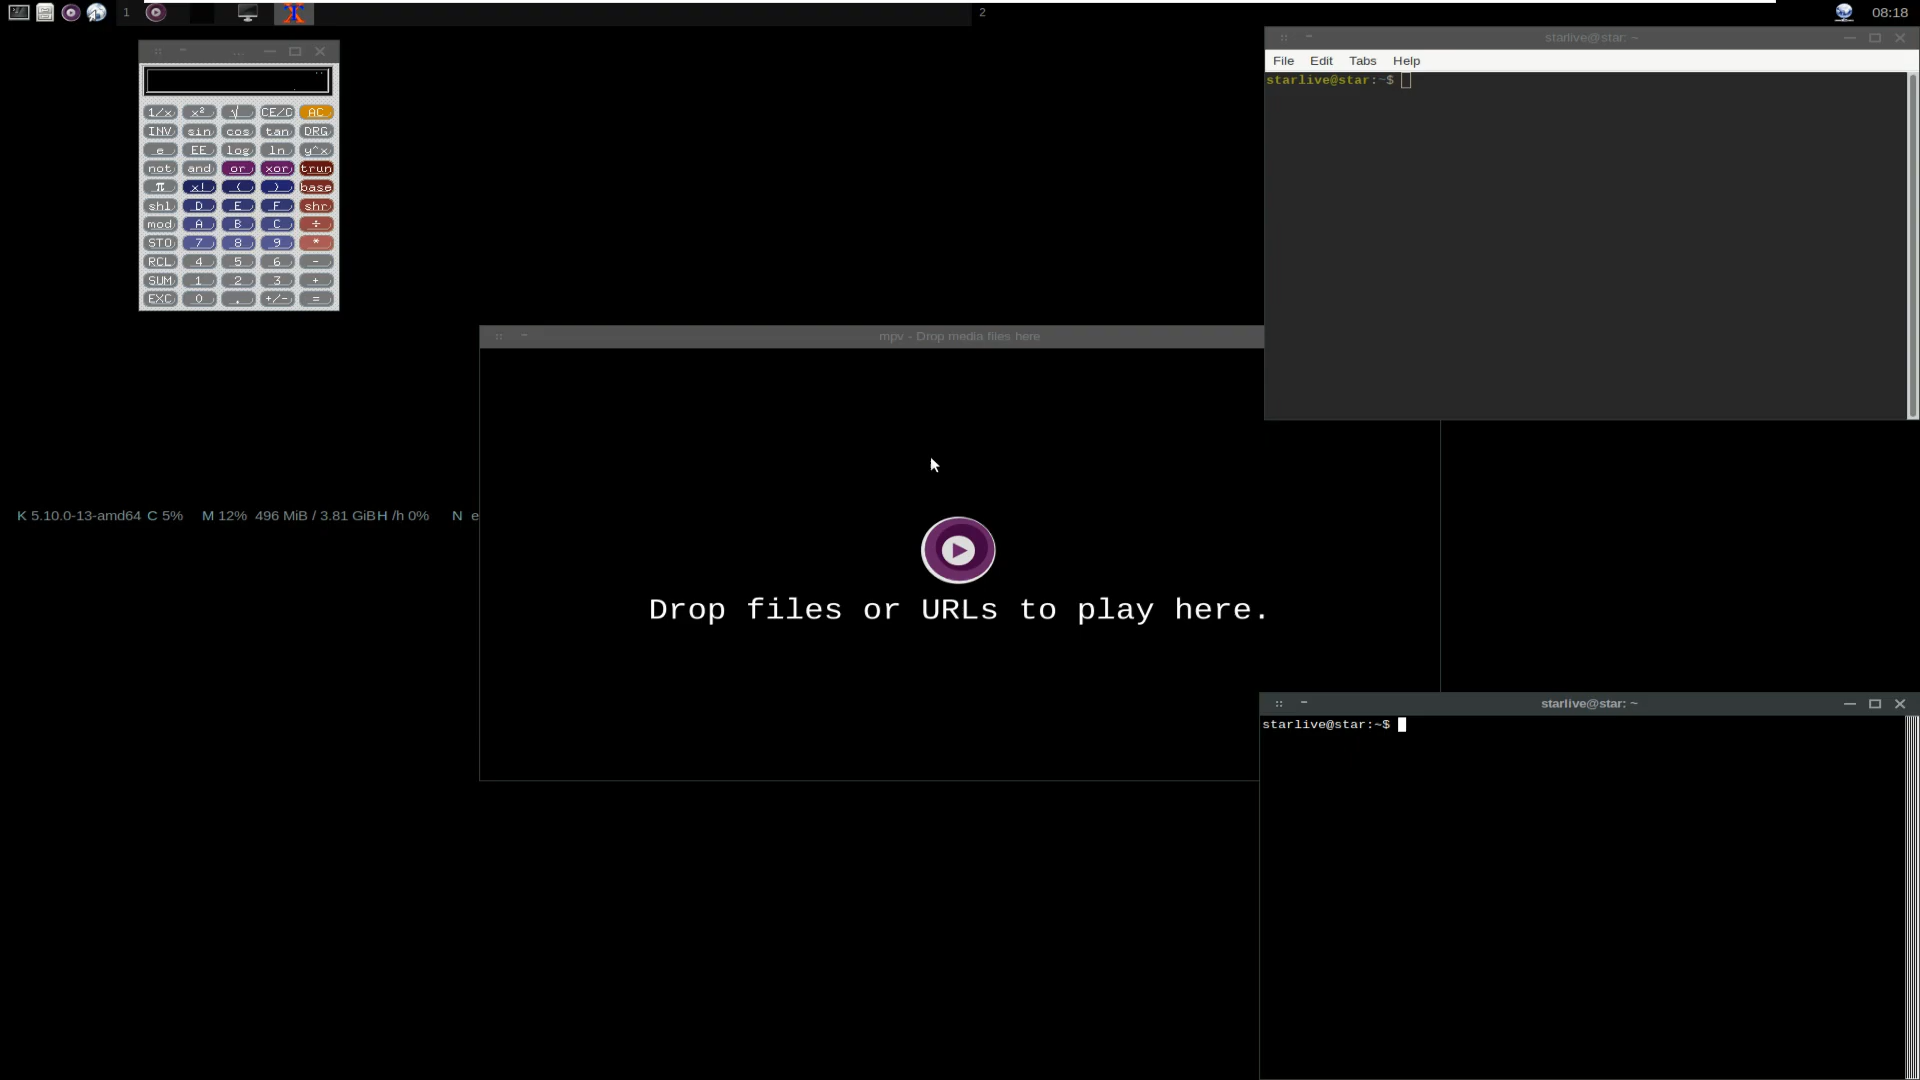 1
2
08:18
...
1/x x² √ CE/C AC
INV sin cos tan DRG
e EE log ln y^x
not and or xor trun
π x! ( ) base
shl D E F shr
mod A B C ÷
STO 7 8 9 *
RCL 4 5 6 -
SUM 1 2 3 +
EXC 0 . +/- =
starlive@star: ~
File Edit Tabs Help
starlive@star:~$
mpv - Drop media files here
K 5.10.0-13-amd64 C 5% M 12% 496 MiB / 3.81 GiB H /h 0% N e
Drop files or URLs to play here.
starlive@star: ~
starlive@star:~$